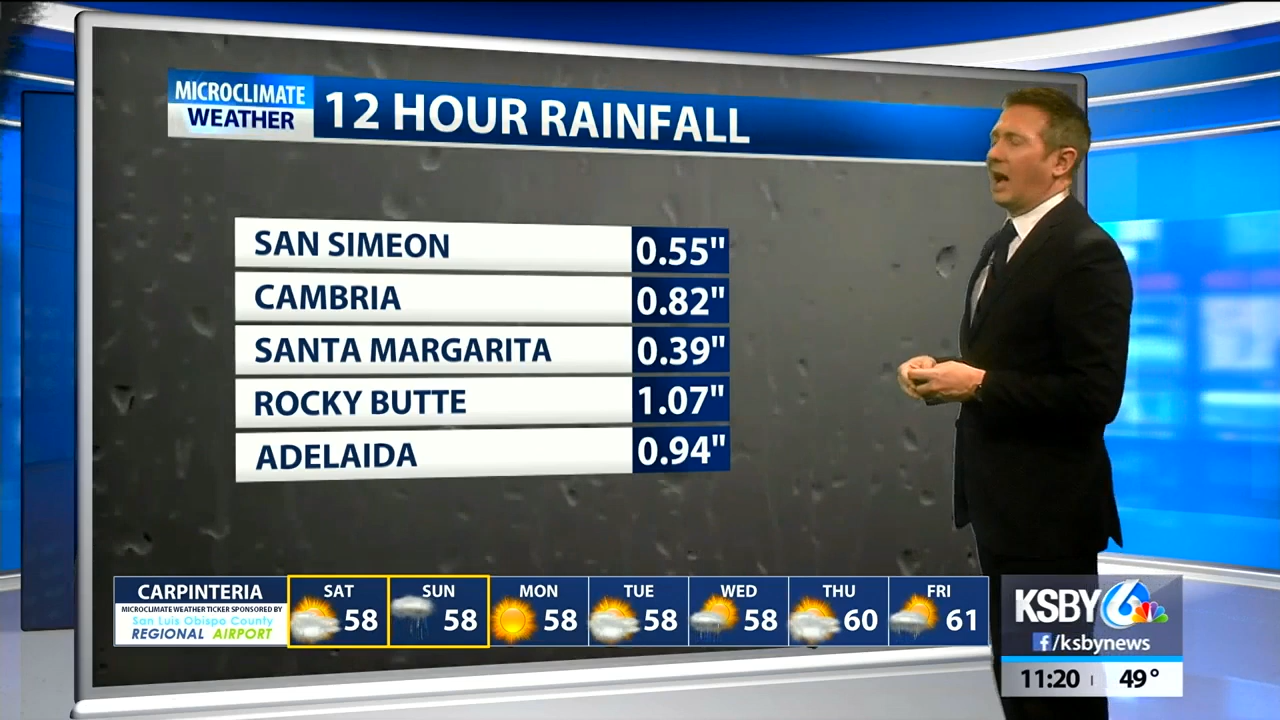 MICROCLIMATE
WEATHER
12 HOUR RAINFALL
SAN SIMEON 0.55"
CAMBRIA 0.82"
SANTA MARGARITA 0.39"
ROCKY BUTTE 1.07"
ADELAIDA 0.94"
CARPINTERIA
MICROCLIMATE WEATHER TICKER SPONSORED BY
San Luis Obispo County
REGIONAL AIRPORT
SAT 58
SUN 58
MON 58
TUE 58
WED 58
THU 60
FRI 61
KSBY 6
f/ksbynews
11:20 49°